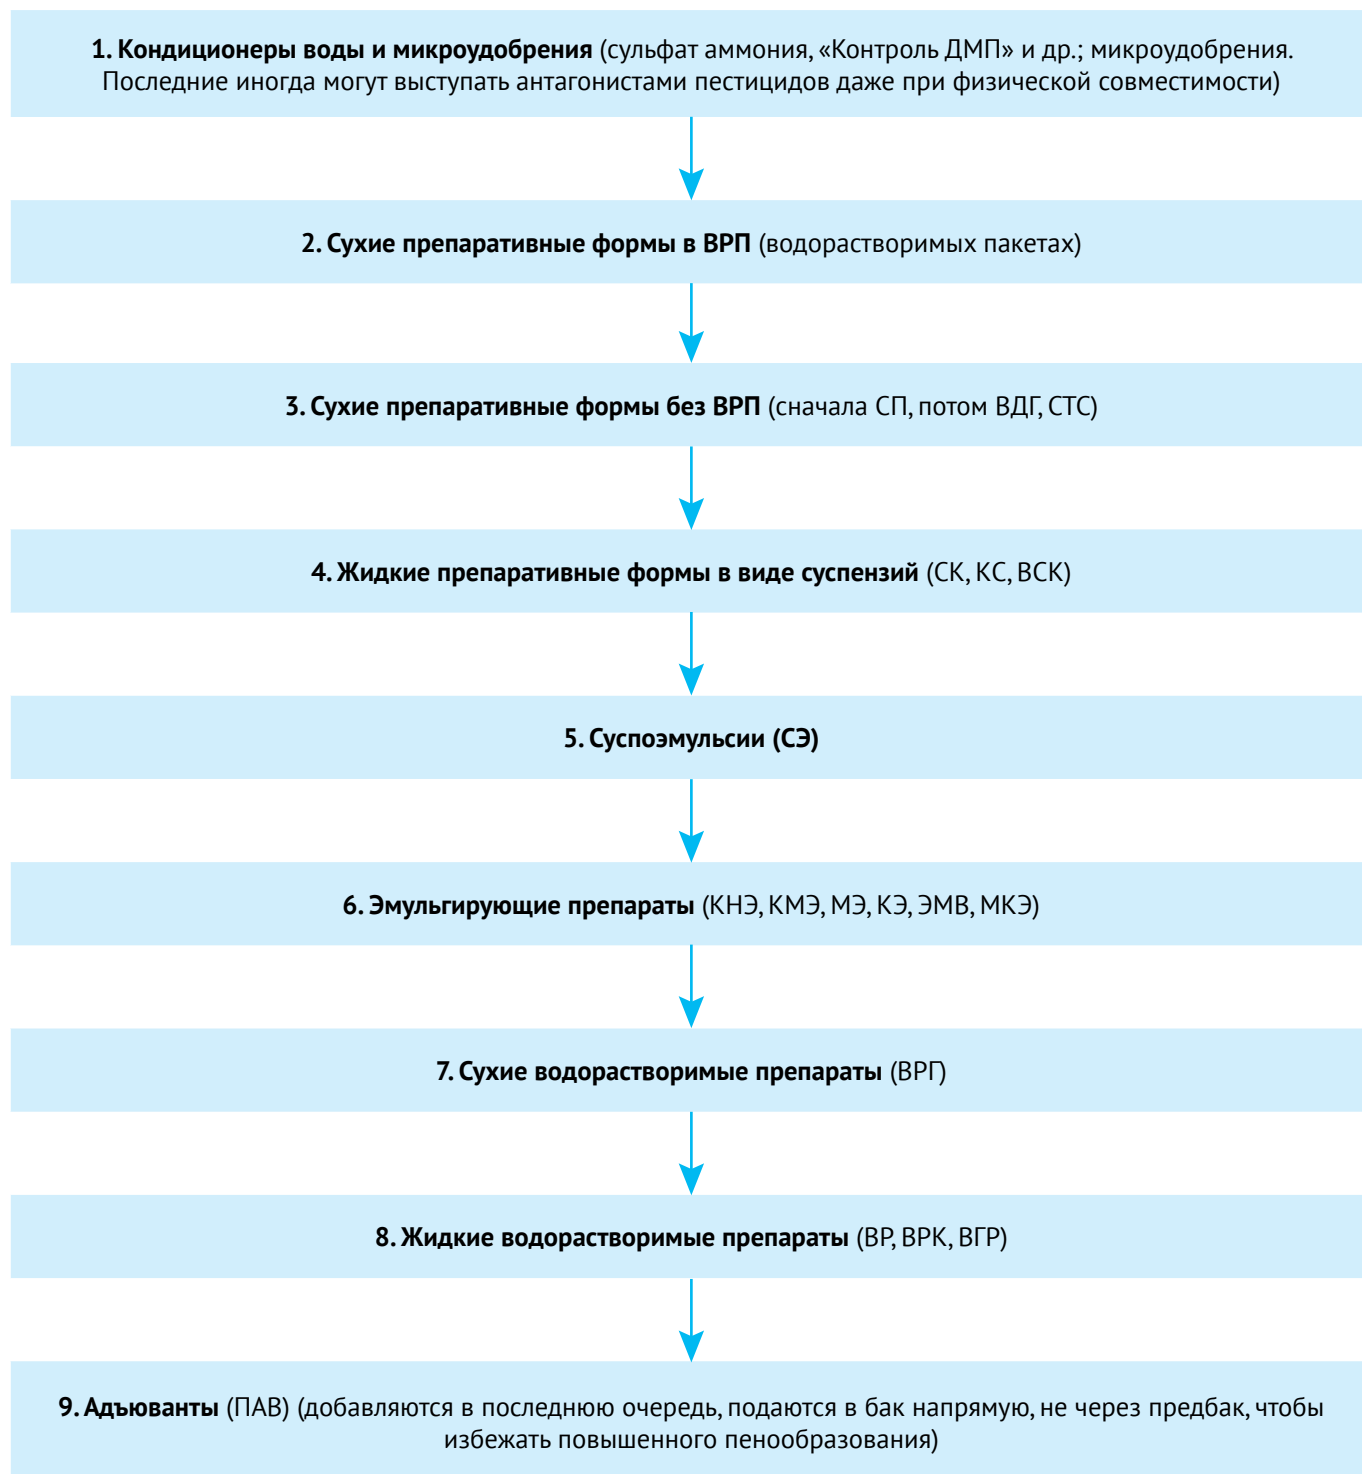 1. Кондиционеры воды и микроудобрения (сульфат аммония, «Контроль ДМП» и др.; микроудобрения.
Последние иногда могут выступать антагонистами пестицидов даже при физической совместимости)
2. Сухие препаративные формы в ВРП (водорастворимых пакетах)
3. Сухие препаративные формы без ВРП (сначала СП, потом ВДГ, СТС)
4. Жидкие препаративные формы в виде суспензий (СК, КС, ВСК)
5. Суспоэмульсии (СЭ)
6. Эмульгирующие препараты (КНЭ, КМЭ, МЭ, КЭ, ЭМВ, МКЭ)
7. Сухие водорастворимые препараты (ВРГ)
8. Жидкие водорастворимые препараты (ВР, ВРК, ВГР)
9. Адъюванты (ПАВ) (добавляются в последнюю очередь, подаются в бак напрямую, не через предбак, чтобы
избежать повышенного пенообразования)